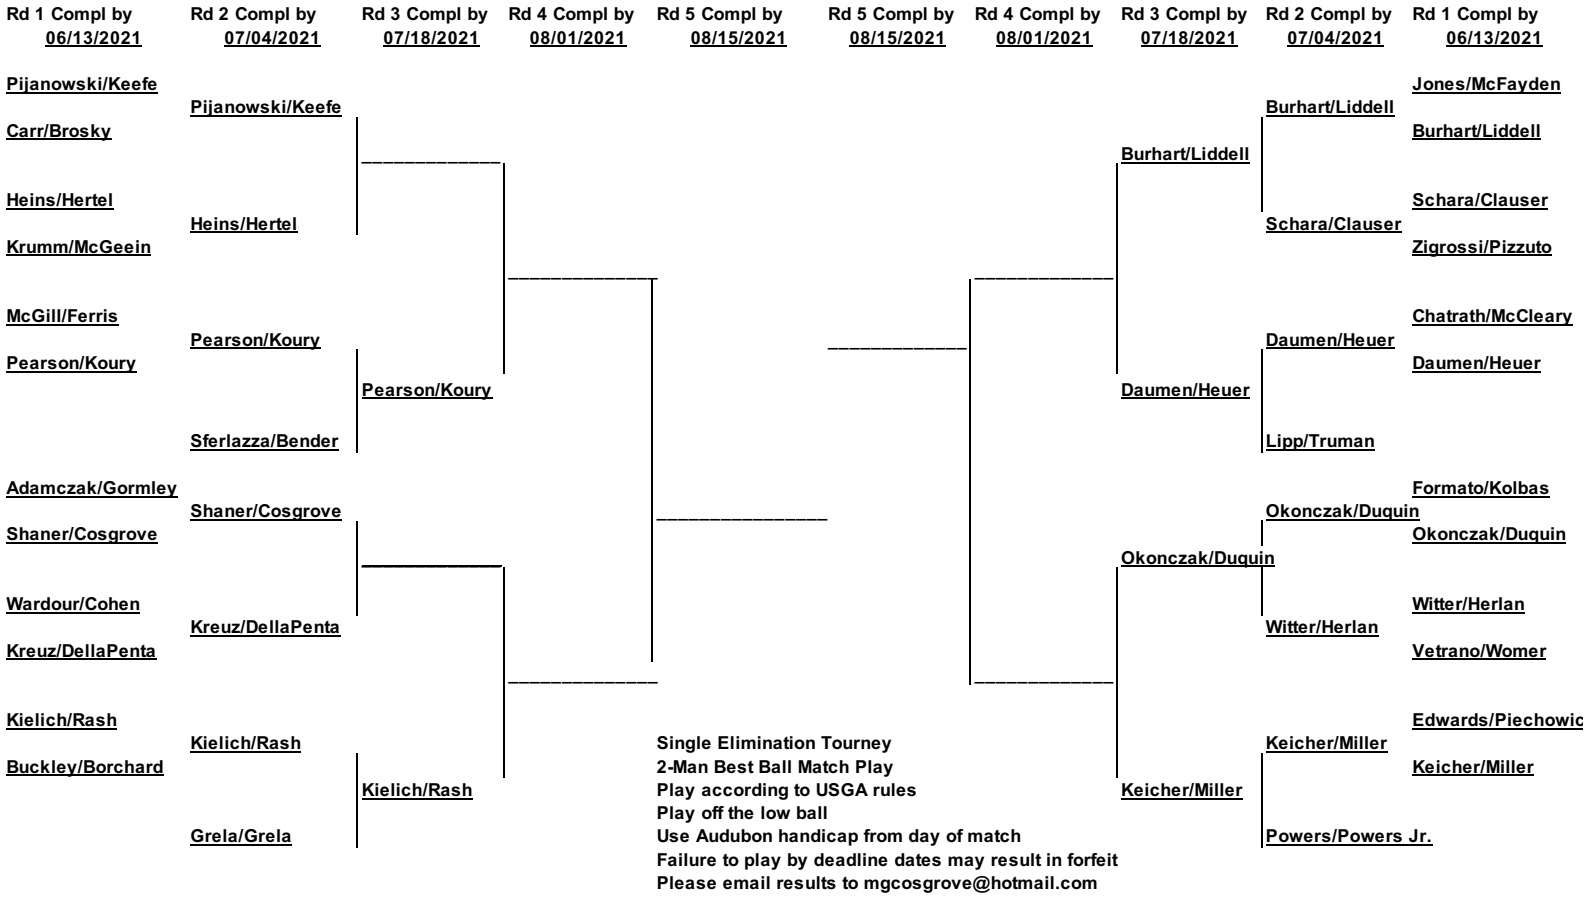 Rd 1 Compl by Rd 2 Compl by Rd 3 Compl by Rd 4 Compl by Rd 5 Compl by Rd 5 Compl by Rd 4 Compl by Rd 3 Compl by Rd 2 Compl by Rd 1 Compl by
06/13/2021 07/04/2021 07/18/2021 08/01/2021 08/15/2021 08/15/2021 08/01/2021 07/18/2021 07/04/2021 06/13/2021
Pijanowski/Keefe Jones/McFayden
Pijanowski/Keefe Burhart/Liddell
Carr/Brosky Burhart/Liddell
Burhart/Liddell
Heins/Hertel Schara/Clauser
Heins/Hertel Schara/Clauser
Krumm/McGeein Zigrossi/Pizzuto
McGill/Ferris Chatrath/McCleary
Pearson/Koury Daumen/Heuer
Pearson/Koury Daumen/Heuer
Pearson/Koury Daumen/Heuer
Sferlazza/Bender Lipp/Truman
Adamczak/Gormley Formato/Kolbas
Shaner/Cosgrove Okonczak/Duquin
Shaner/Cosgrove Okonczak/Duquin
Okonczak/Duquin
Wardour/Cohen Witter/Herlan
Kreuz/DellaPenta Witter/Herlan
Kreuz/DellaPenta Vetrano/Womer
Kielich/Rash Edwards/Piechowic
Kielich/Rash Single Elimination Tourney Keicher/Miller
Buckley/Borchard 2-Man Best Ball Match Play Keicher/Miller
Kielich/Rash Play according to USGA rules Keicher/Miller
Play off the low ball
Grela/Grela Use Audubon handicap from day of match Powers/Powers Jr.
Failure to play by deadline dates may result in forfeit
Please email results to mgcosgrove@hotmail.com